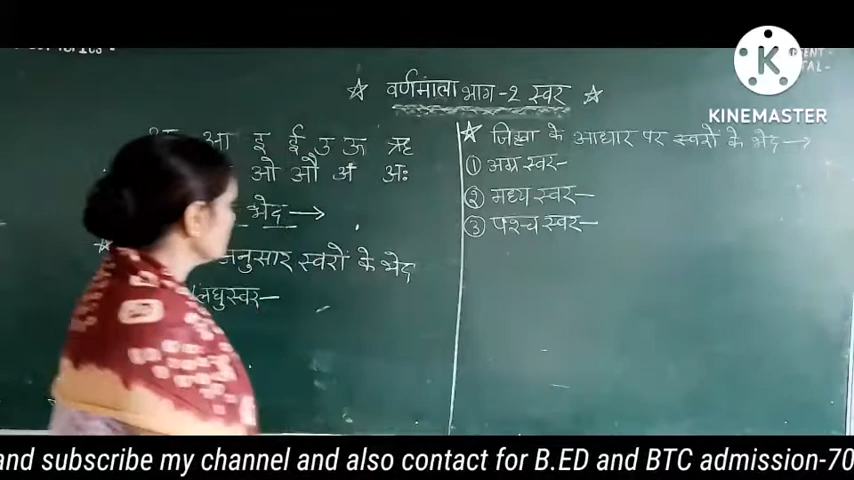 ☆ वर्णमाला भाग-2 स्वर ☆
आ इ ई उ ऊ ऋ
ओ औ अं अः
भेद →
अनुसार स्वरों के भेद
लघुस्वर-
☆ जिह्वा के आधार पर स्वरों के भेद →
① अग्र स्वर-
② मध्य स्वर-
③ पश्च स्वर-
KINEMASTER
and subscribe my channel and also contact for B.ED and BTC admission-70